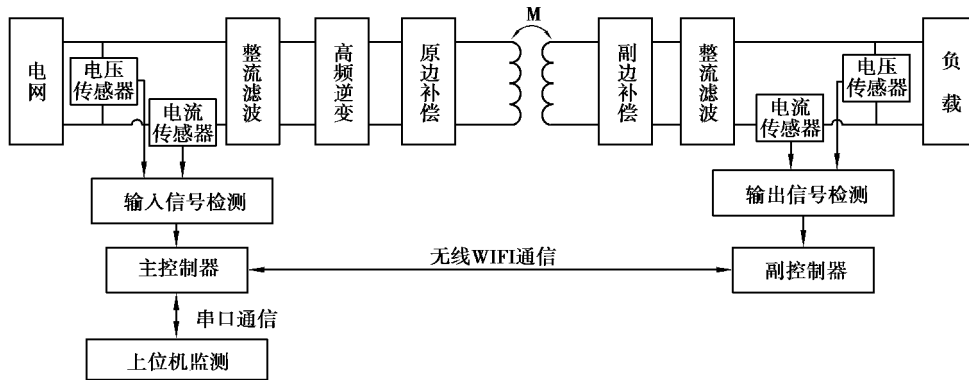 M
电网
电压
传感器
电流
传感器
整流滤波
高频逆变
原边补偿
副边补偿
整流滤波
电流
传感器
电压
传感器
负载
输入信号检测
输出信号检测
主控制器
无线WIFI通信
副控制器
串口通信
上位机监测